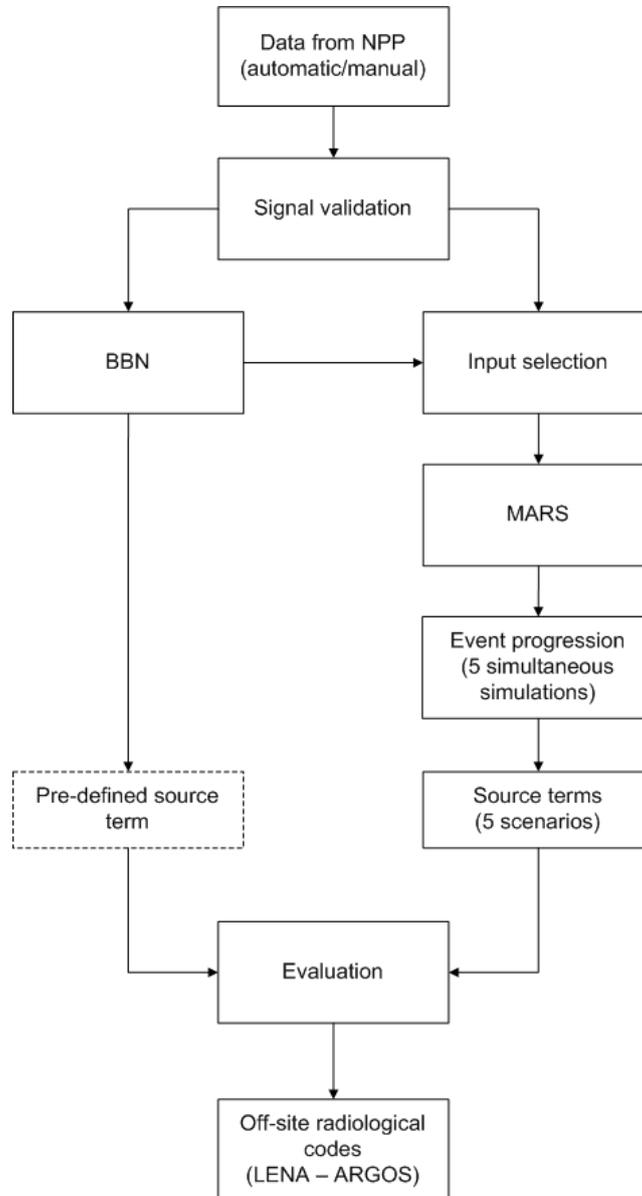 Data from NPP
(automatic/manual)
Signal validation
BBN
Input selection
MARS
Event progression
(5 simultaneous
simulations)
Pre-defined source
term
Source terms
(5 scenarios)
Evaluation
Off-site radiological
codes
(LENA – ARGOS)